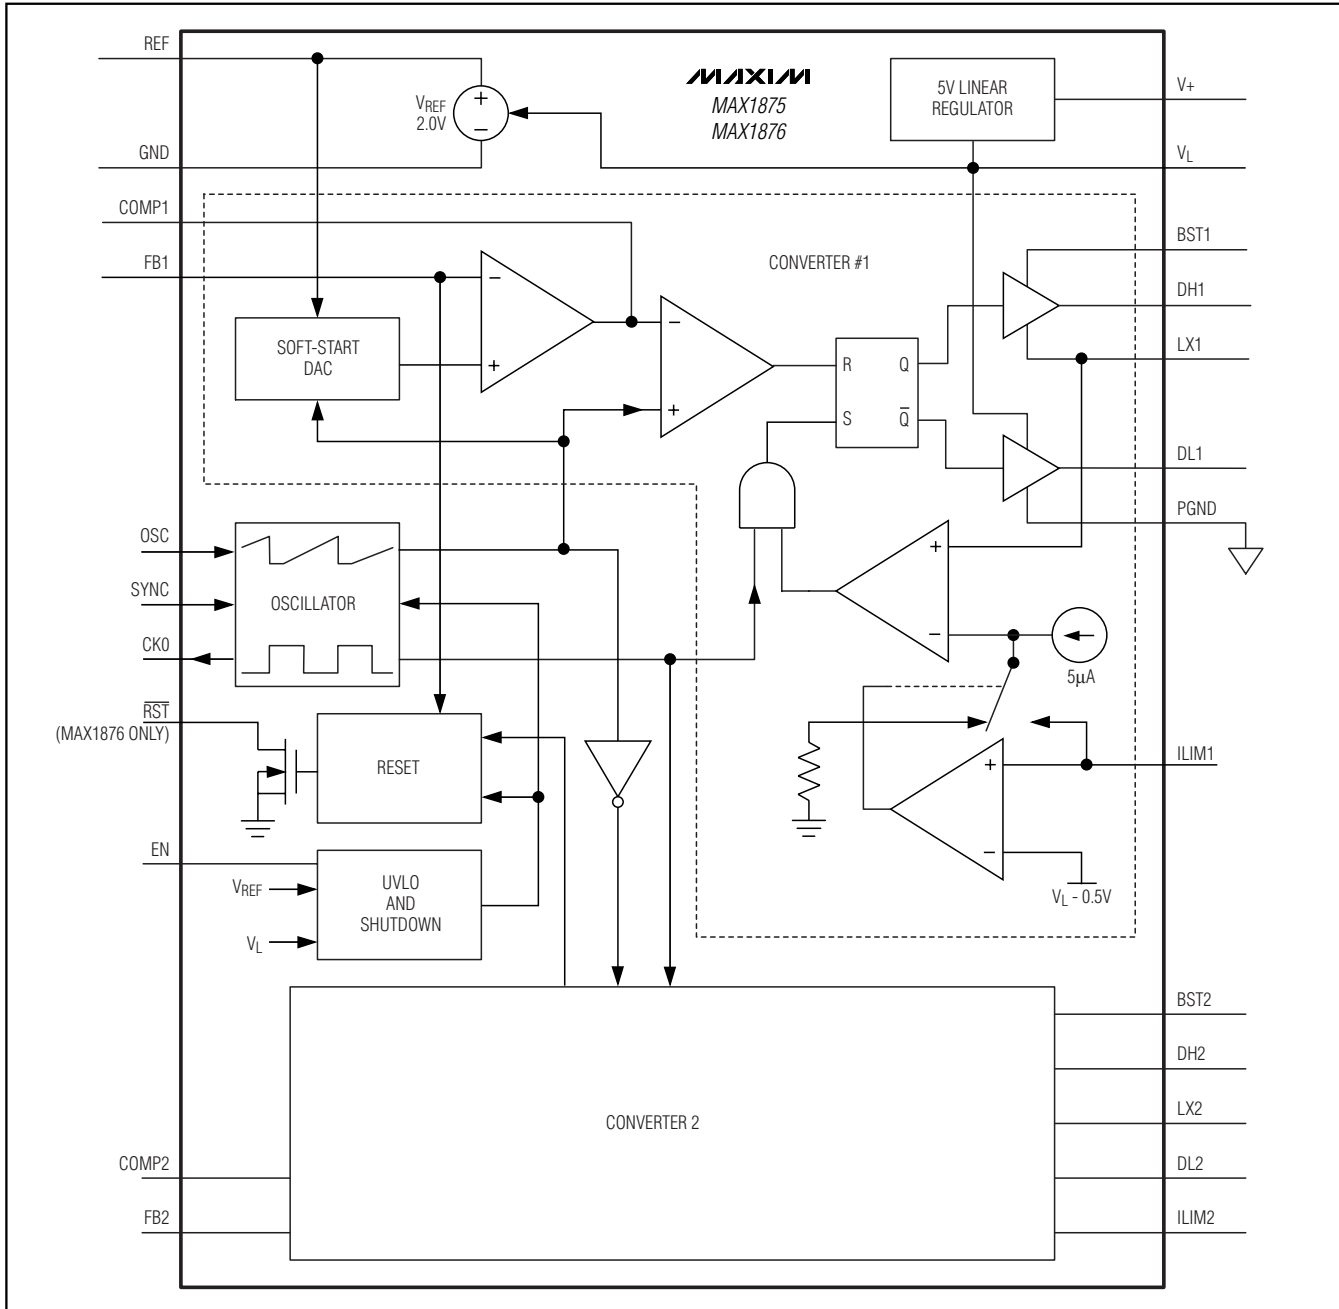 REF
MAXIM
MAX1875
MAX1876
5V LINEAR
REGULATOR
V+
VREF
2.0V
+
−
GND
VL
COMP1
BST1
FB1
CONVERTER #1
−
DH1
SOFT-START
DAC
−
LX1
R
Q
+
+
S
Q̅
DL1
PGND
OSC
+
SYNC
OSCILLATOR
−
CK0
5µA
R̅S̅T̅
(MAX1876 ONLY)
RESET
+
ILIM1
EN
−
VREF
UVLO
AND
SHUTDOWN
VL - 0.5V
VL
BST2
DH2
LX2
CONVERTER 2
COMP2
DL2
FB2
ILIM2